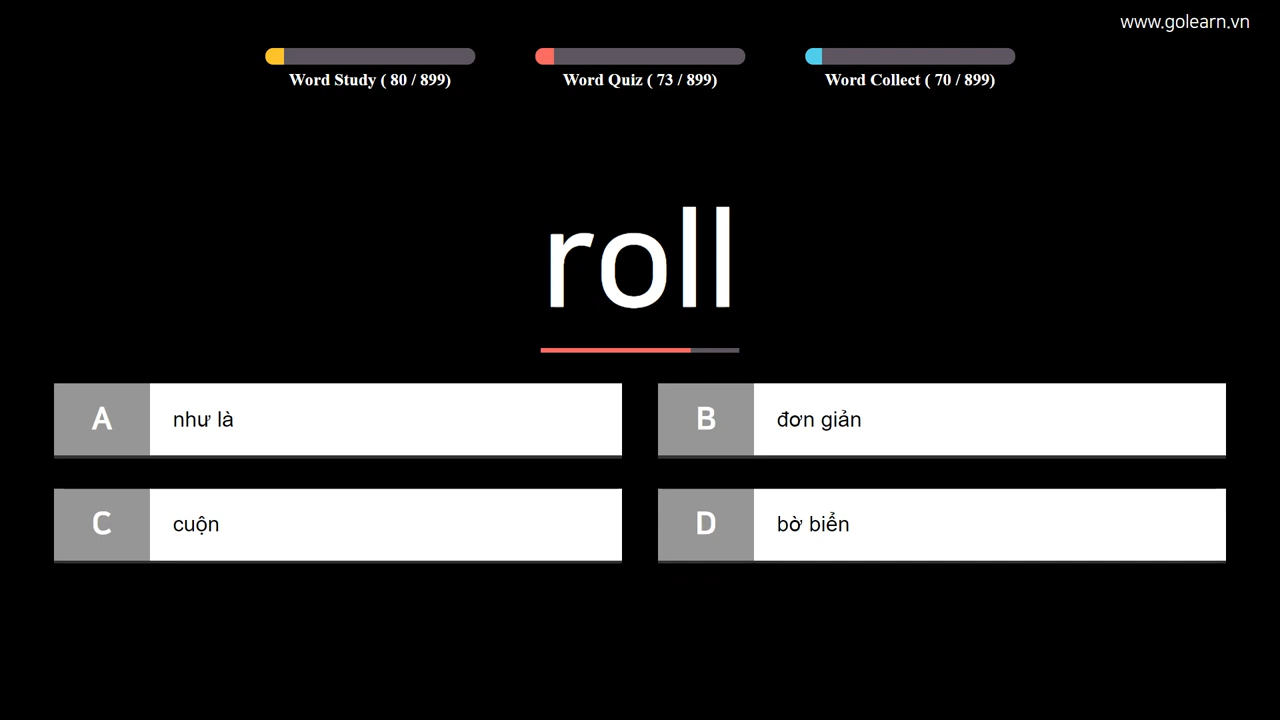 www.golearn.vn
Word Study ( 80 / 899)
Word Quiz ( 73 / 899)
Word Collect ( 70 / 899)
roll
A như là
B đơn giản
C cuộn
D bờ biển